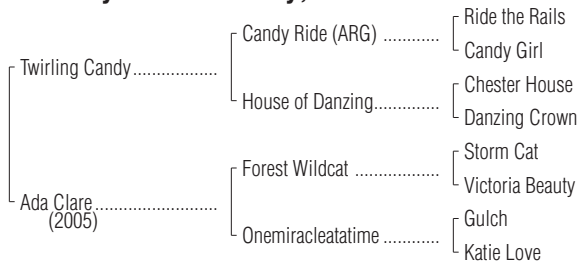 Ride the Rails
Candy Ride (ARG) ............
Candy Girl
Twirling Candy..................
Chester House
House of Danzing..............
Danzing Crown
Storm Cat
Forest Wildcat ..................
Victoria Beauty
Ada Clare ..........................
(2005)
Gulch
Onemiracleatatime ............
Katie Love